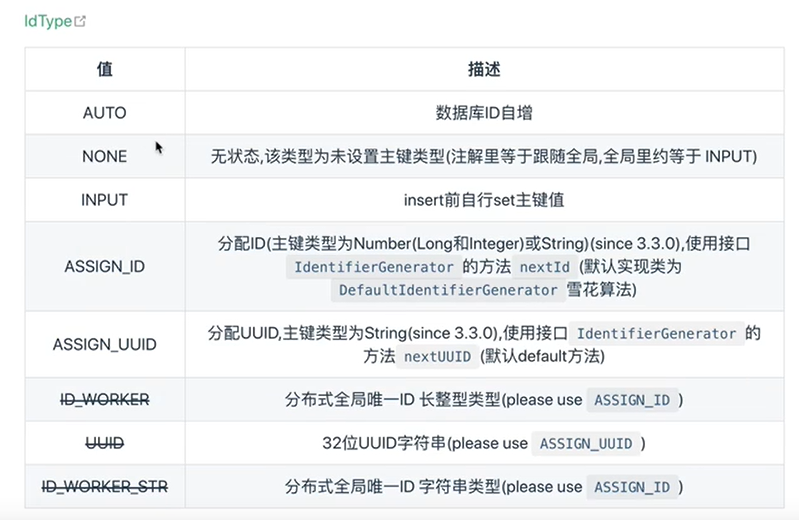 IdType
值 描述
AUTO 数据库ID自增
NONE 无状态,该类型为未设置主键类型(注解里等于跟随全局,全局里约等于 INPUT)
INPUT insert前自行set主键值
分配ID(主键类型为Number(Long和Integer)或String)(since 3.3.0),使用接口
ASSIGN_ID IdentifierGenerator 的方法 nextId (默认实现类为
DefaultIdentifierGenerator 雪花算法)
分配UUID,主键类型为String(since 3.3.0),使用接口 IdentifierGenerator 的
ASSIGN_UUID
方法 nextUUID (默认default方法)
ID_WORKER 分布式全局唯一ID 长整型类型(please use ASSIGN_ID )
UUID 32位UUID字符串(please use ASSIGN_UUID )
ID_WORKER_STR 分布式全局唯一ID 字符串类型(please use ASSIGN_ID )